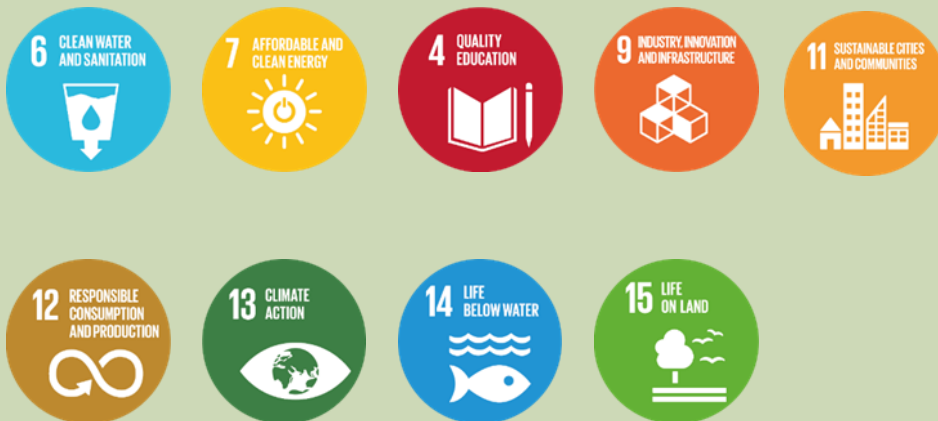 6 CLEAN WATER
AND SANITATION
7 AFFORDABLE AND
CLEAN ENERGY
4 QUALITY
EDUCATION
9 INDUSTRY, INNOVATION
AND INFRASTRUCTURE
11 SUSTAINABLE CITIES
AND COMMUNITIES
12 RESPONSIBLE
CONSUMPTION
AND PRODUCTION
13 CLIMATE
ACTION
14 LIFE
BELOW WATER
15 LIFE
ON LAND